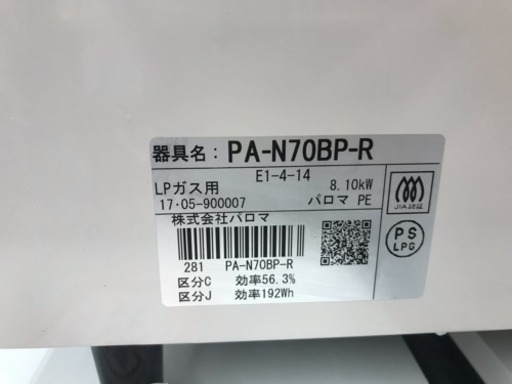 器具名：PA-N70BP-R
E1-4-14
LPガス用 8.10kW
17・05-900007 パロマ PE
株式会社パロマ
281 PA-N70BP-R
区分C 効率56.3%
区分J 効率192Wh
JIA認証
PS
LPG